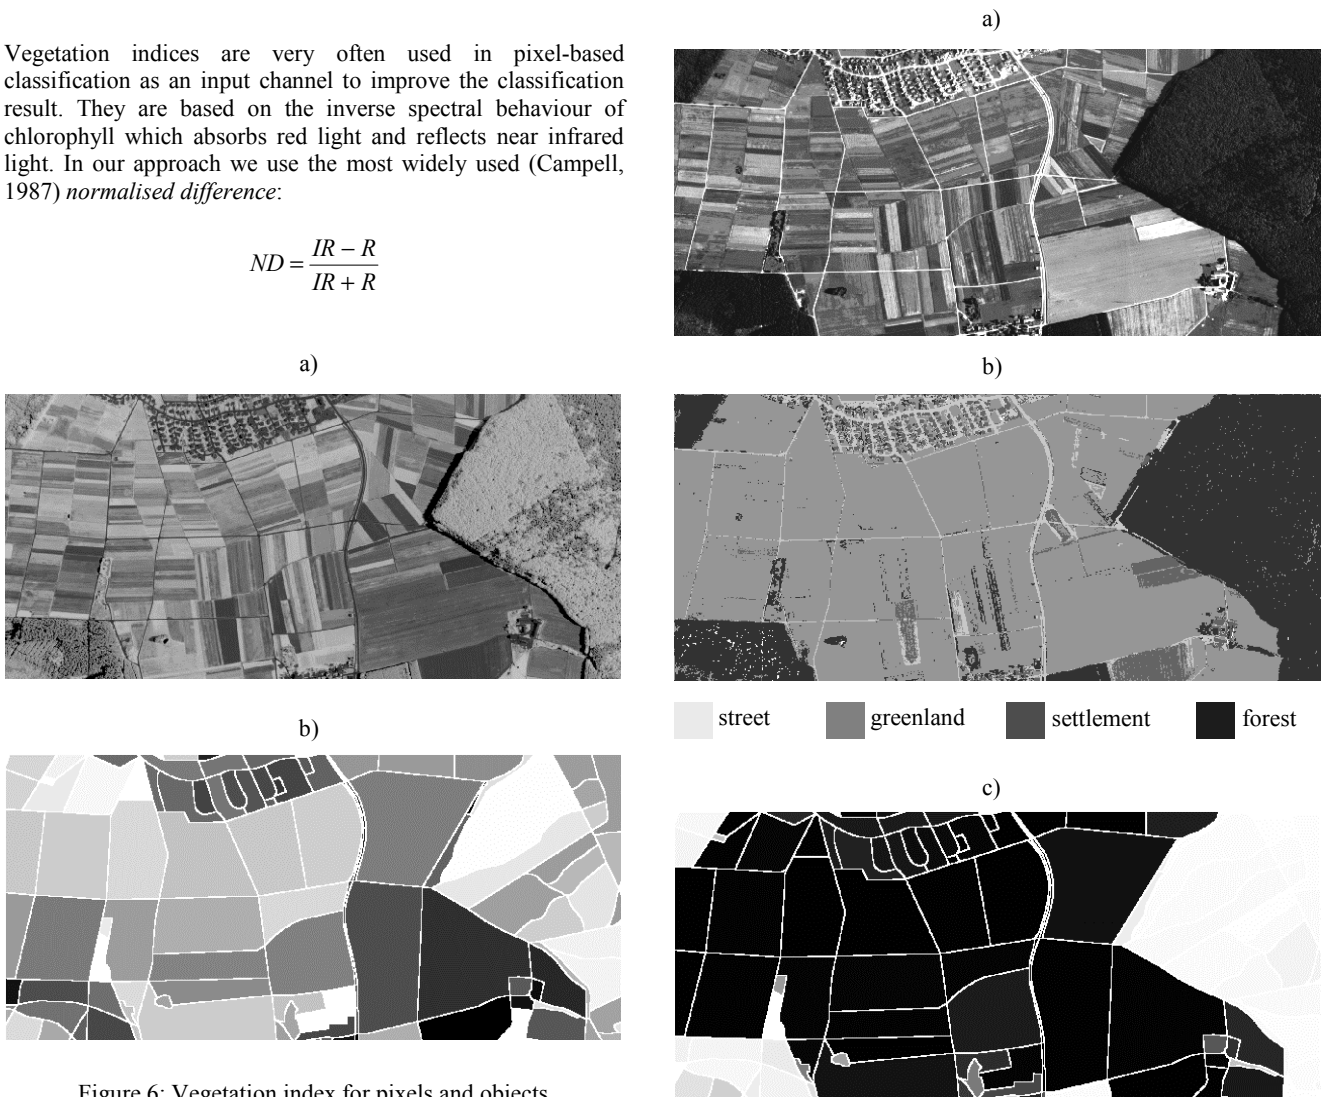 Vegetation indices are very often used in pixel-based
classification as an input channel to improve the classification
result. They are based on the inverse spectral behaviour of
chlorophyll which absorbs red light and reflects near infrared
light. In our approach we use the most widely used (Campell,
1987) normalised difference:
ND = IR − R / IR + R
a)
b)
Figure 6: Vegetation index for pixels and objects
a)
b)
street greenland settlement forest
c)